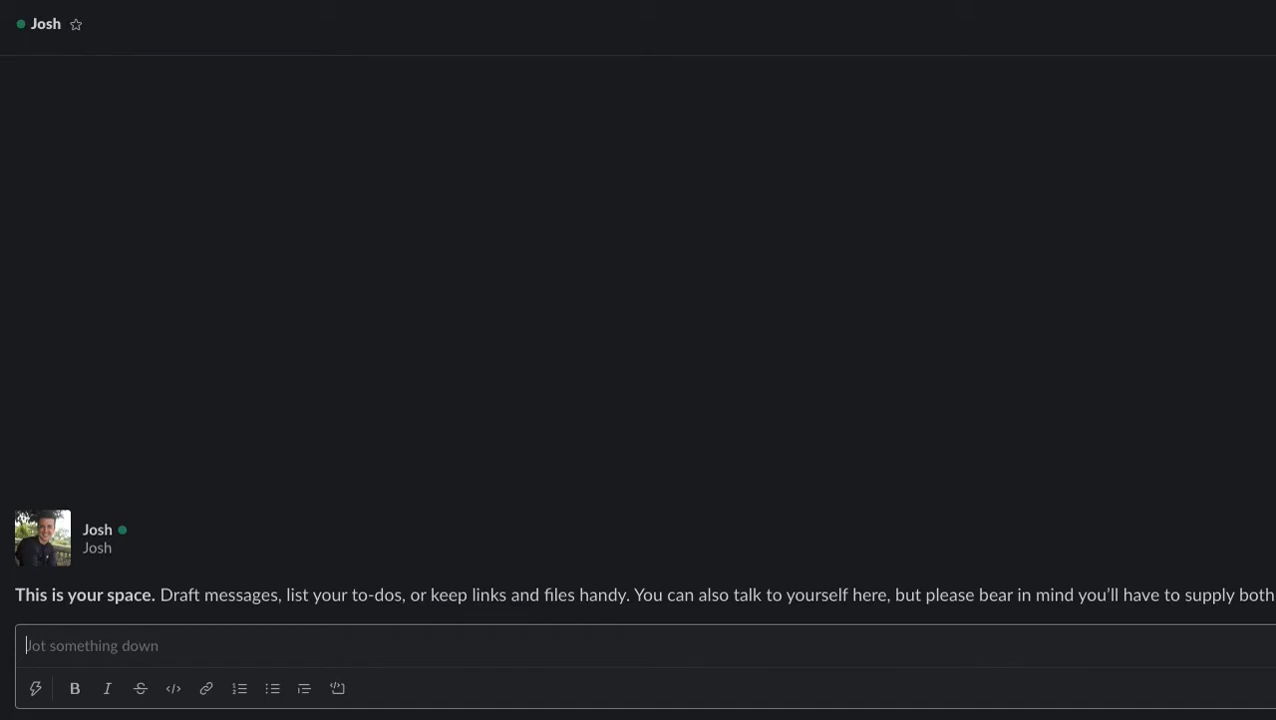 Josh
Josh
Josh
This is your space. Draft messages, list your to-dos, or keep links and files handy. You can also talk to yourself here, but please bear in mind you’ll have to supply both
Jot something down
B I S </>